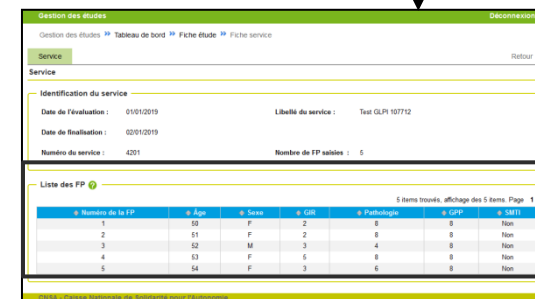 Gestion des études Déconnexion
Gestion des études » Tableau de bord » Fiche étude » Fiche service
Service Retour
Service
Identification du service
Date de l'évaluation : 01/01/2019 Libellé du service : Test GLPI 107712
Date de finalisation : 02/01/2019
Numéro du service : 4201 Nombre de FP saisies : 5
Liste des FP ?
5 items trouvés, affichage des 5 items. Page 1
Numéro de la FP Âge Sexe GIR Pathologie GPP SMTI
1 50 F 2 8 8 Non
2 51 F 2 8 8 Non
3 52 M 3 4 8 Non
4 53 F 5 8 8 Non
5 54 F 3 6 8 Non
CNSA - Caisse Nationale de Solidarité pour l'Autonomie